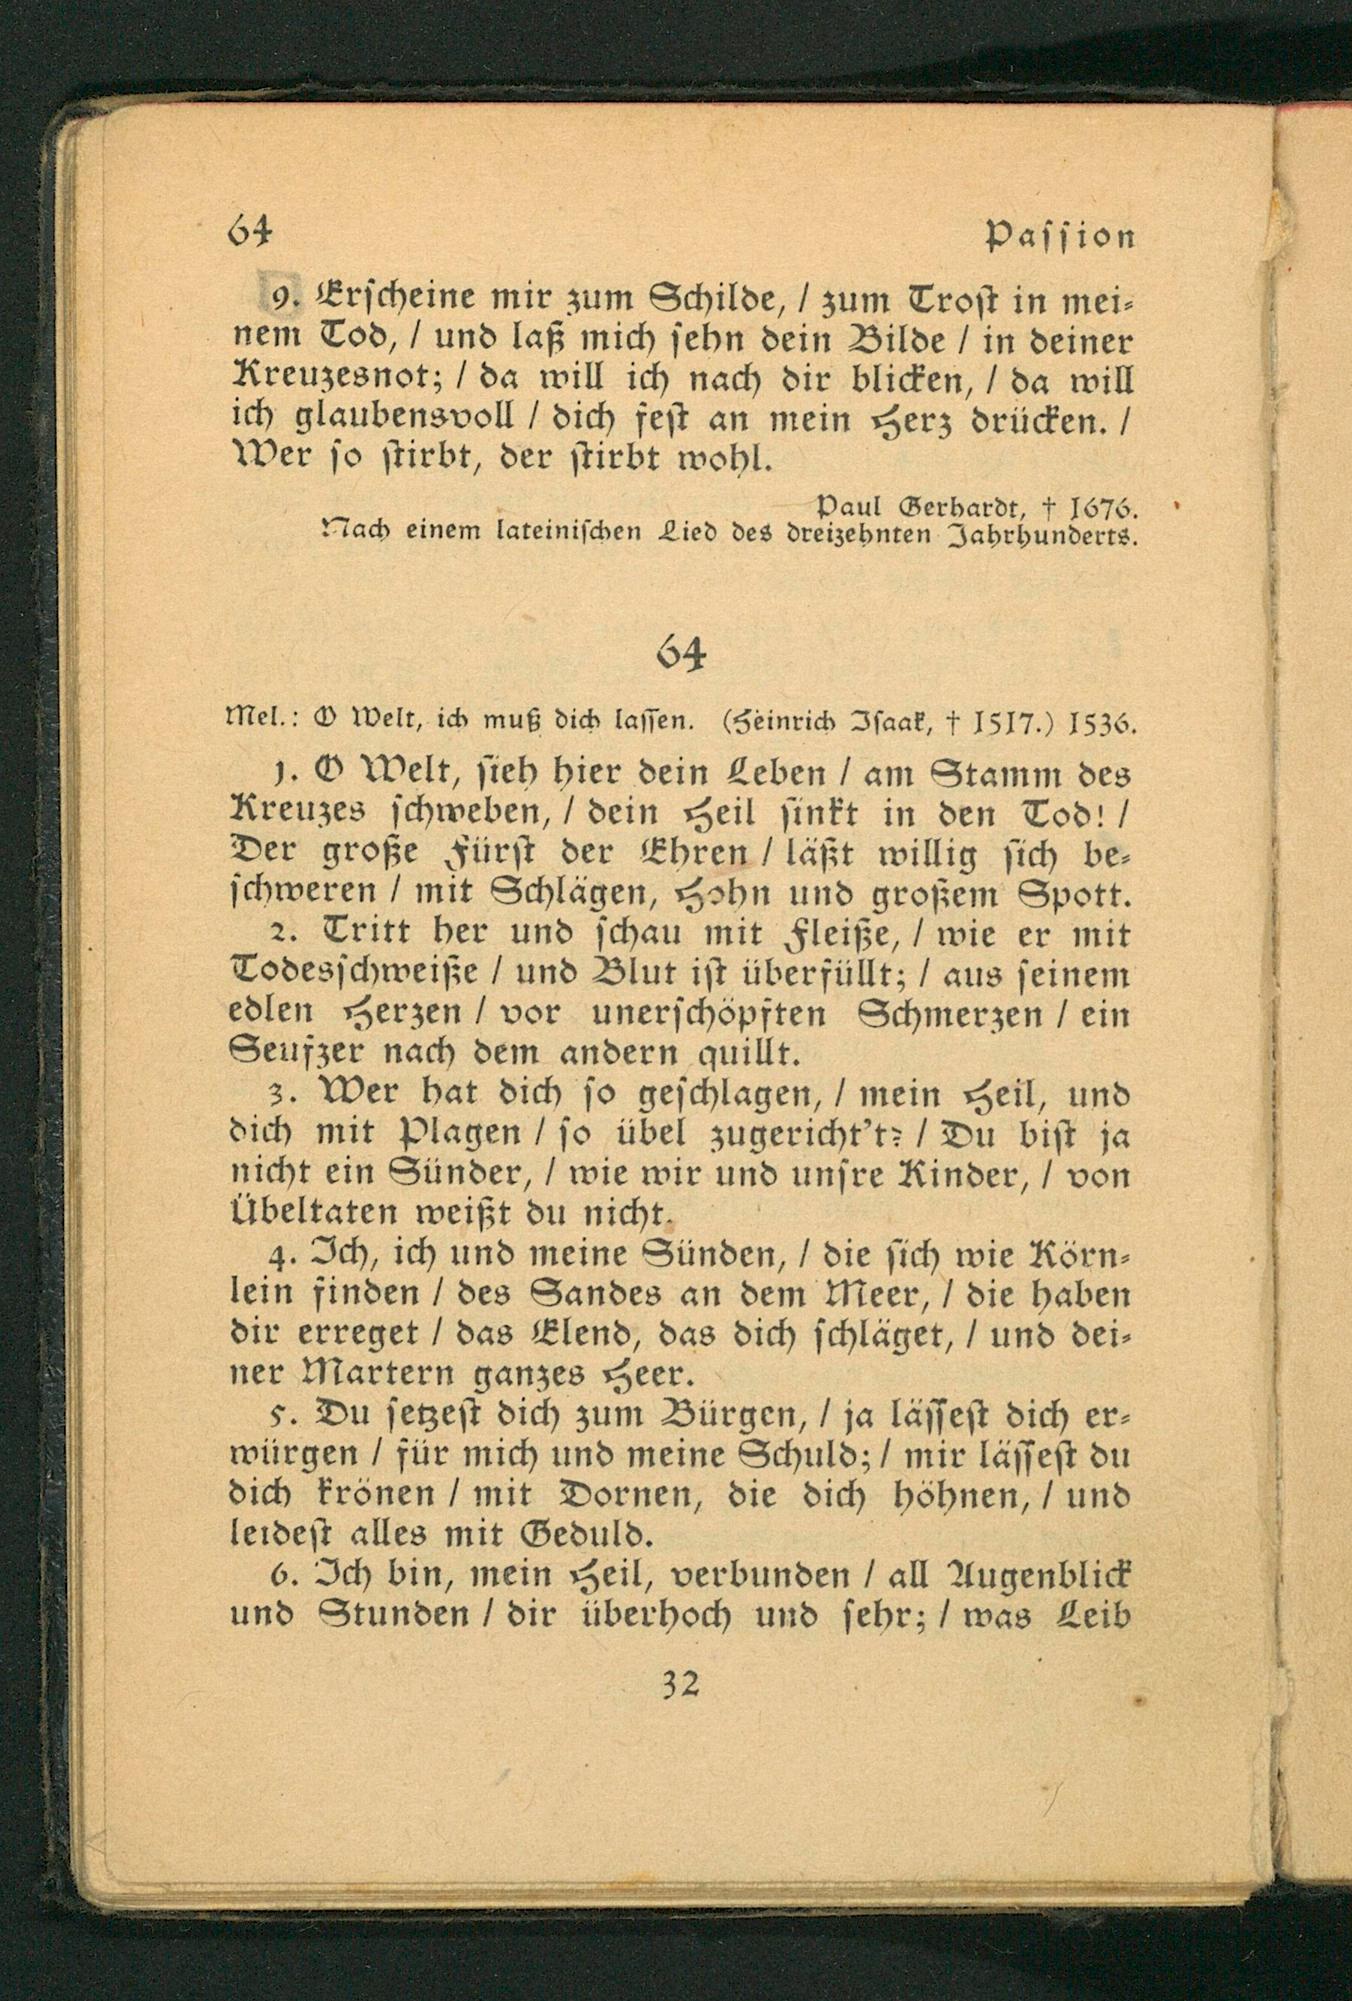 64 Passion
9. Erscheine mir zum Schilde, / zum Trost in mei-
nem Tod, / und laß mich sehn dein Bilde / in deiner
Kreuzesnot; / da will ich nach dir blicken, / da will
ich glaubensvoll / dich fest an mein Herz drücken. /
Wer so stirbt, der stirbt wohl.
Paul Gerhardt, † 1676.
Nach einem lateinischen Lied des dreizehnten Jahrhunderts.
64
Mel.: O Welt, ich muß dich lassen. (Heinrich Isaak, † 1517.) 1536.
1. O Welt, sieh hier dein Leben / am Stamm des
Kreuzes schweben, / dein Heil sinkt in den Tod! /
Der große Fürst der Ehren / läßt willig sich be-
schweren / mit Schlägen, Hohn und großem Spott.
2. Tritt her und schau mit Fleiße, / wie er mit
Todesschweiße / und Blut ist überfüllt; / aus seinem
edlen Herzen / vor unerschöpften Schmerzen / ein
Seufzer nach dem andern quillt.
3. Wer hat dich so geschlagen, / mein Heil, und
dich mit Plagen / so übel zugericht't? / Du bist ja
nicht ein Sünder, / wie wir und unsre Kinder, / von
Übeltaten weißt du nicht.
4. Ich, ich und meine Sünden, / die sich wie Körn-
lein finden / des Sandes an dem Meer, / die haben
dir erreget / das Elend, das dich schläget, / und dei-
ner Martern ganzes Heer.
5. Du setzest dich zum Bürgen, / ja lässest dich er-
würgen / für mich und meine Schuld; / mir lässest du
dich krönen / mit Dornen, die dich höhnen, / und
leidest alles mit Geduld.
6. Ich bin, mein Heil, verbunden / all Augenblick
und Stunden / dir überhoch und sehr; / was Leib
32